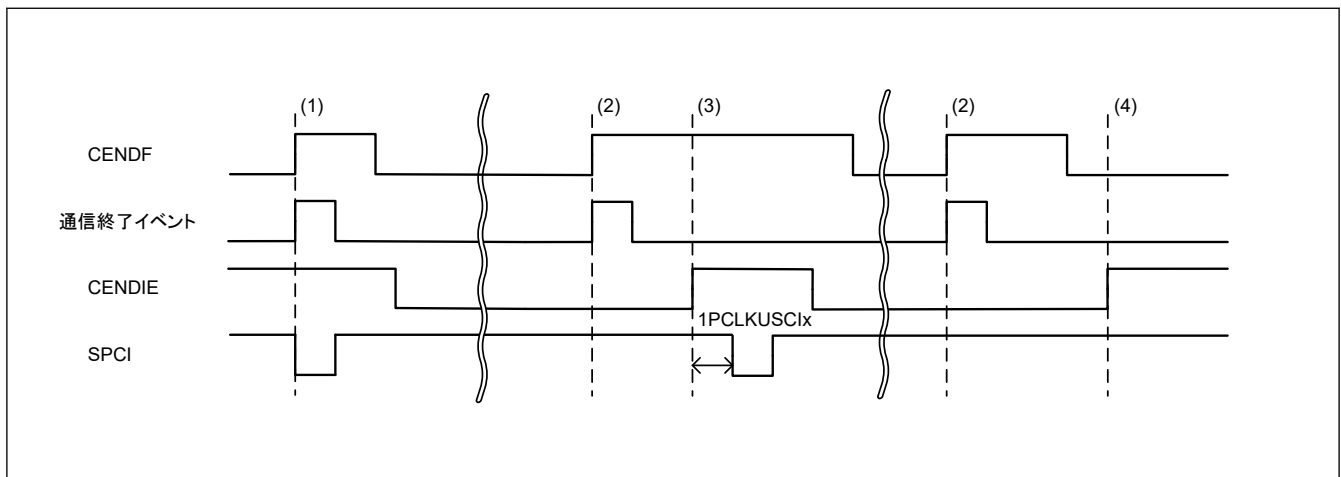 (1) (2) (3) (2) (4)
CENDF
通信終了イベント
CENDIE
1PCLKUSCIx
SPCI